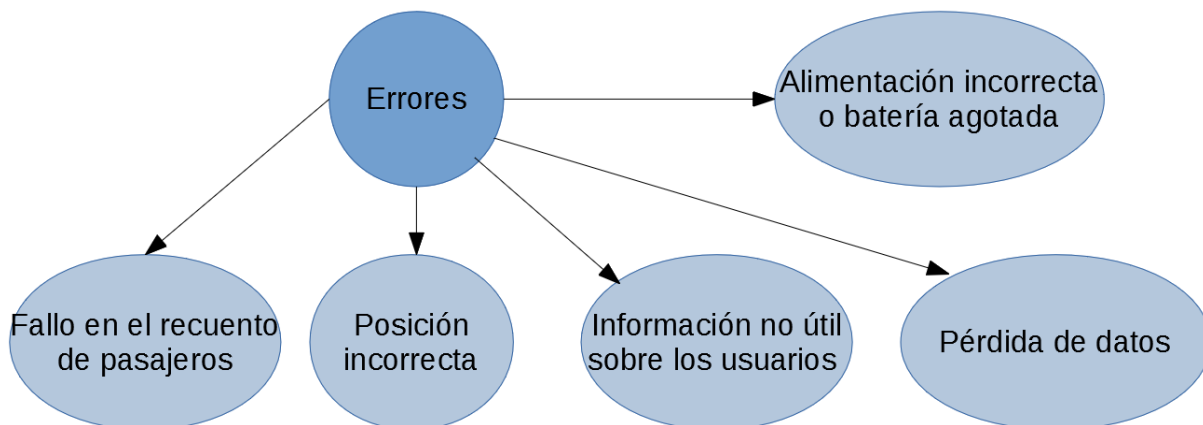 Errores
Alimentación incorrecta
o batería agotada
Fallo en el recuento
de pasajeros
Posición
incorrecta
Información no útil
sobre los usuarios
Pérdida de datos